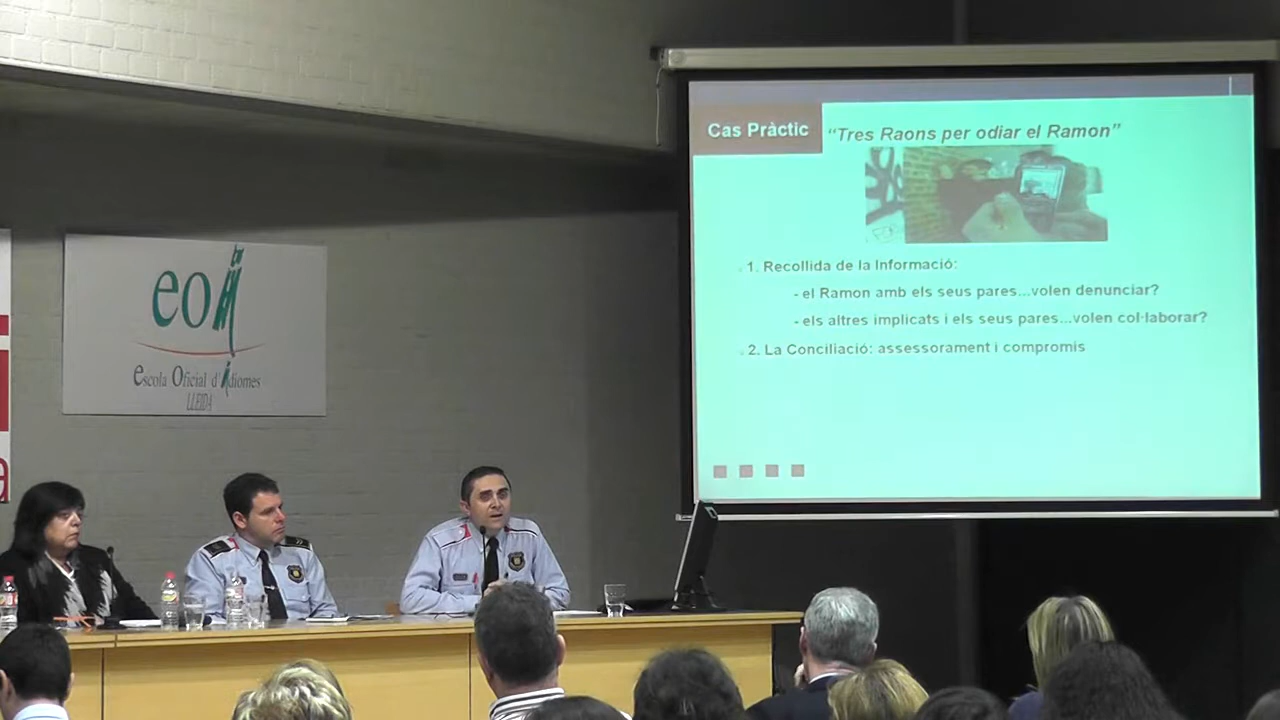 Cas Pràctic
“Tres Raons per odiar el Ramon”
1. Recollida de la Informació:
- el Ramon amb els seus pares...volen denunciar?
- els altres implicats i els seus pares...volen col·laborar?
2. La Conciliació: assessorament i compromis
eoi
Escola Oficial d'Idiomes
LLEIDA